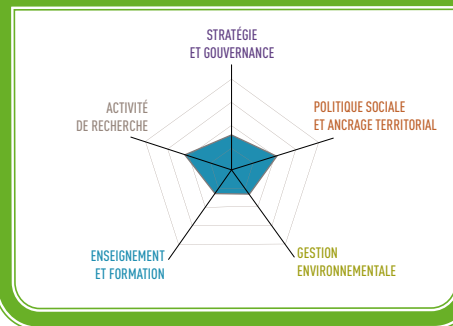 STRATÉGIE
ET GOUVERNANCE
ACTIVITÉ
DE RECHERCHE
POLITIQUE SOCIALE
ET ANCRAGE TERRITORIAL
ENSEIGNEMENT
ET FORMATION
GESTION
ENVIRONNEMENTALE